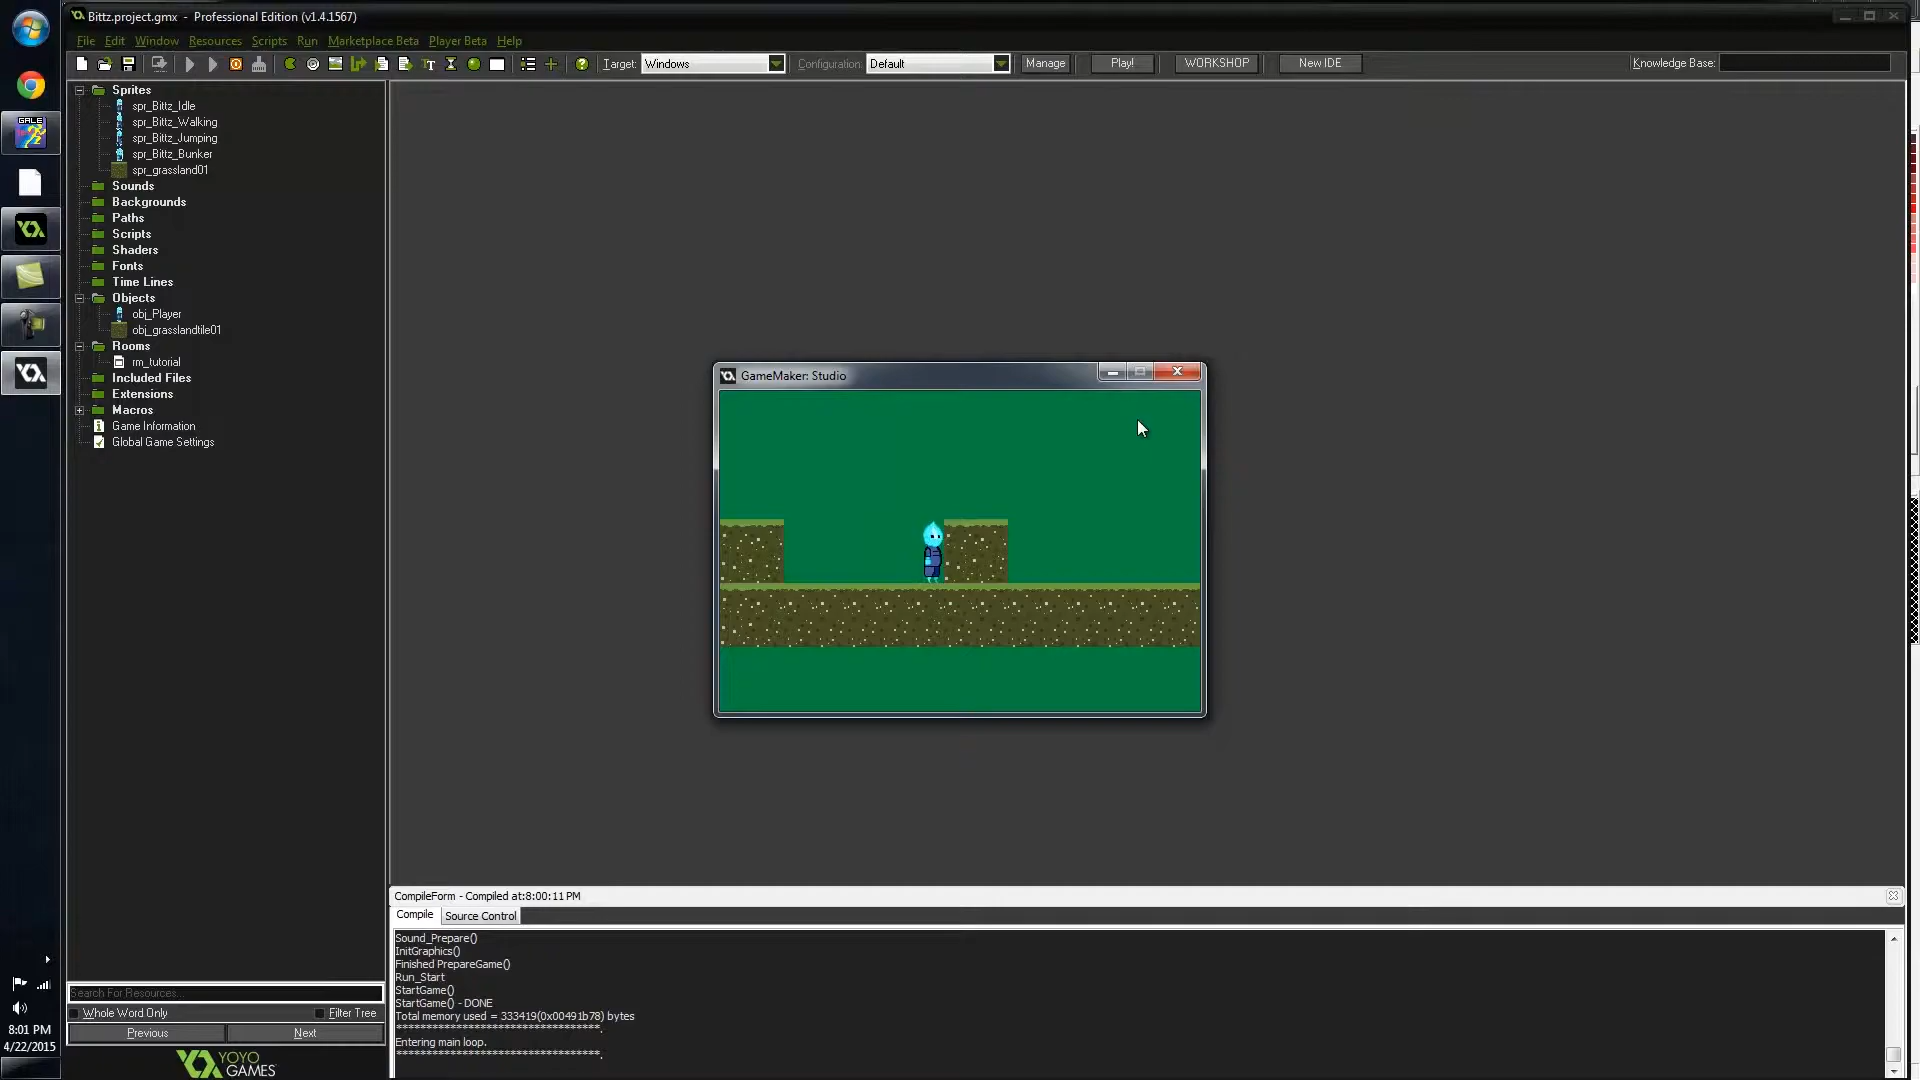 Bittz.project.gmx - Professional Edition (v1.4.1567)
File Edit Window Resources Scripts Run Marketplace Beta Player Beta Help
Target: Windows Configuration: Default Manage Play! WORKSHOP New IDE Knowledge Base:
Sprites
spr_Bittz_Idle
spr_Bittz_Walking
spr_Bittz_Jumping
spr_Bittz_Bunker
spr_grassland01
Sounds
Backgrounds
Paths
Scripts
Shaders
Fonts
Time Lines
Objects
obj_Player
obj_grasslandtile01
Rooms
rm_tutorial
Included Files
Extensions
Macros
Game Information
Global Game Settings
GALE
GameMaker: Studio
CompileForm - Compiled at:8:00:11 PM
Compile Source Control
Sound_Prepare()
InitGraphics()
Finished PrepareGame()
Run_Start
StartGame()
StartGame() - DONE
Total memory used = 333419(0x00491b78) bytes
**********************************.
Entering main loop.
**********************************.
Search For Resources...
Whole Word Only Filter Tree
Previous Next
YOYO
GAMES
8:01 PM
4/22/2015